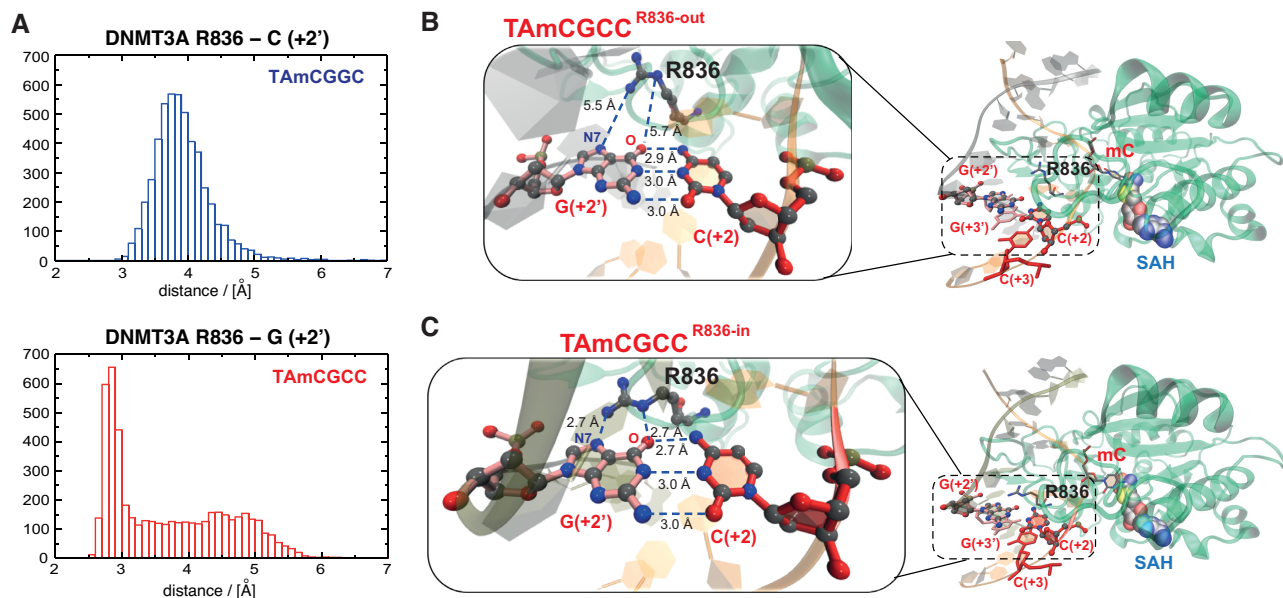 A
DNMT3A R836 – C (+2')
TAmCGGC
700
600
500
400
300
200
100
0
2 3 4 5 6 7
distance / [Å]
DNMT3A R836 – G (+2')
TAmCGCC
700
600
500
400
300
200
100
0
2 3 4 5 6 7
distance / [Å]
B
TAmCGCC R836-out
R836
5.5 Å
5.7 Å
N7
O
2.9 Å
3.0 Å
3.0 Å
G(+2')
C(+2)
mC
G(+2')
R836
G(+3')
C(+2)
C(+3)
SAH
C
TAmCGCC R836-in
R836
2.7 Å
N7
O
2.7 Å
2.7 Å
3.0 Å
3.0 Å
G(+2')
C(+2)
mC
G(+2')
R836
G(+3')
C(+2)
C(+3)
SAH